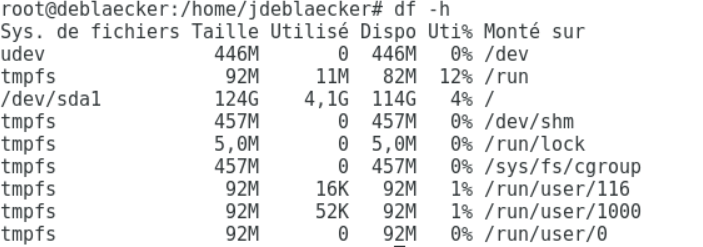 root@deblaecker:/home/jdeblaecker# df -h
Sys. de fichiers Taille Utilisé Dispo Uti% Monté sur
udev               446M       0  446M   0% /dev
tmpfs               92M     11M   82M  12% /run
/dev/sda1          124G    4,1G  114G   4% /
tmpfs              457M       0  457M   0% /dev/shm
tmpfs              5,0M       0  5,0M   0% /run/lock
tmpfs              457M       0  457M   0% /sys/fs/cgroup
tmpfs               92M     16K   92M   1% /run/user/116
tmpfs               92M     52K   92M   1% /run/user/1000
tmpfs               92M       0   92M   0% /run/user/0